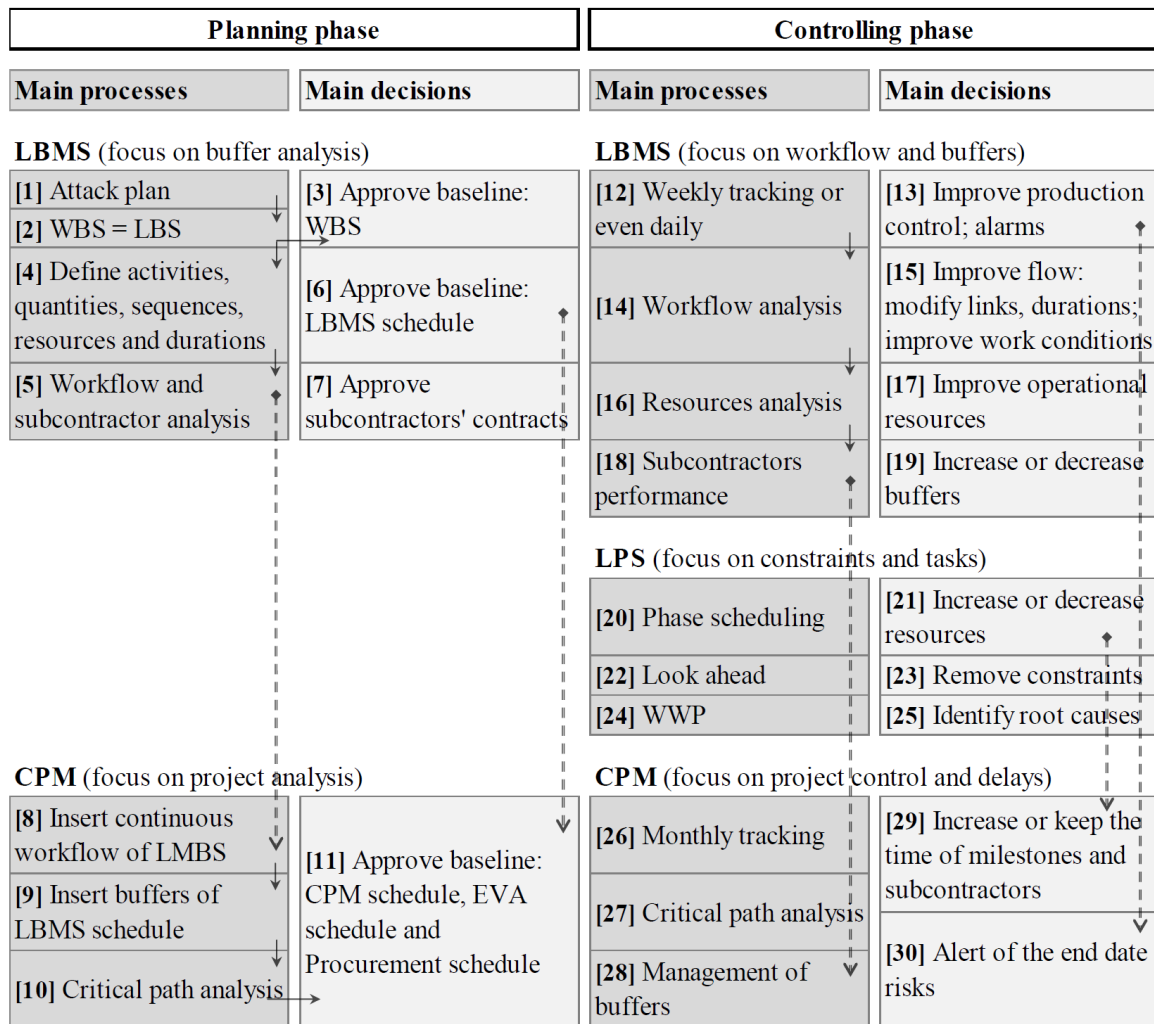 Planning phase
Controlling phase
Main processes
Main decisions
Main processes
Main decisions
LBMS (focus on buffer analysis)
[1] Attack plan
[2] WBS = LBS
[4] Define activities,
quantities, sequences,
resources and durations
[5] Workflow and
subcontractor analysis
[3] Approve baseline:
WBS
[6] Approve baseline:
LBMS schedule
[7] Approve
subcontractors' contracts
CPM (focus on project analysis)
[8] Insert continuous
workflow of LMBS
[9] Insert buffers of
LBMS schedule
[10] Critical path analysis
[11] Approve baseline:
CPM schedule, EVA
schedule and
Procurement schedule
LBMS (focus on workflow and buffers)
[12] Weekly tracking or
even daily
[14] Workflow analysis
[16] Resources analysis
[18] Subcontractors
performance
[13] Improve production
control; alarms
[15] Improve flow:
modify links, durations;
improve work conditions
[17] Improve operational
resources
[19] Increase or decrease
buffers
LPS (focus on constraints and tasks)
[20] Phase scheduling
[22] Look ahead
[24] WWP
[21] Increase or decrease
resources
[23] Remove constraints
[25] Identify root causes
CPM (focus on project control and delays)
[26] Monthly tracking
[27] Critical path analysis
[28] Management of
buffers
[29] Increase or keep the
time of milestones and
subcontractors
[30] Alert of the end date
risks